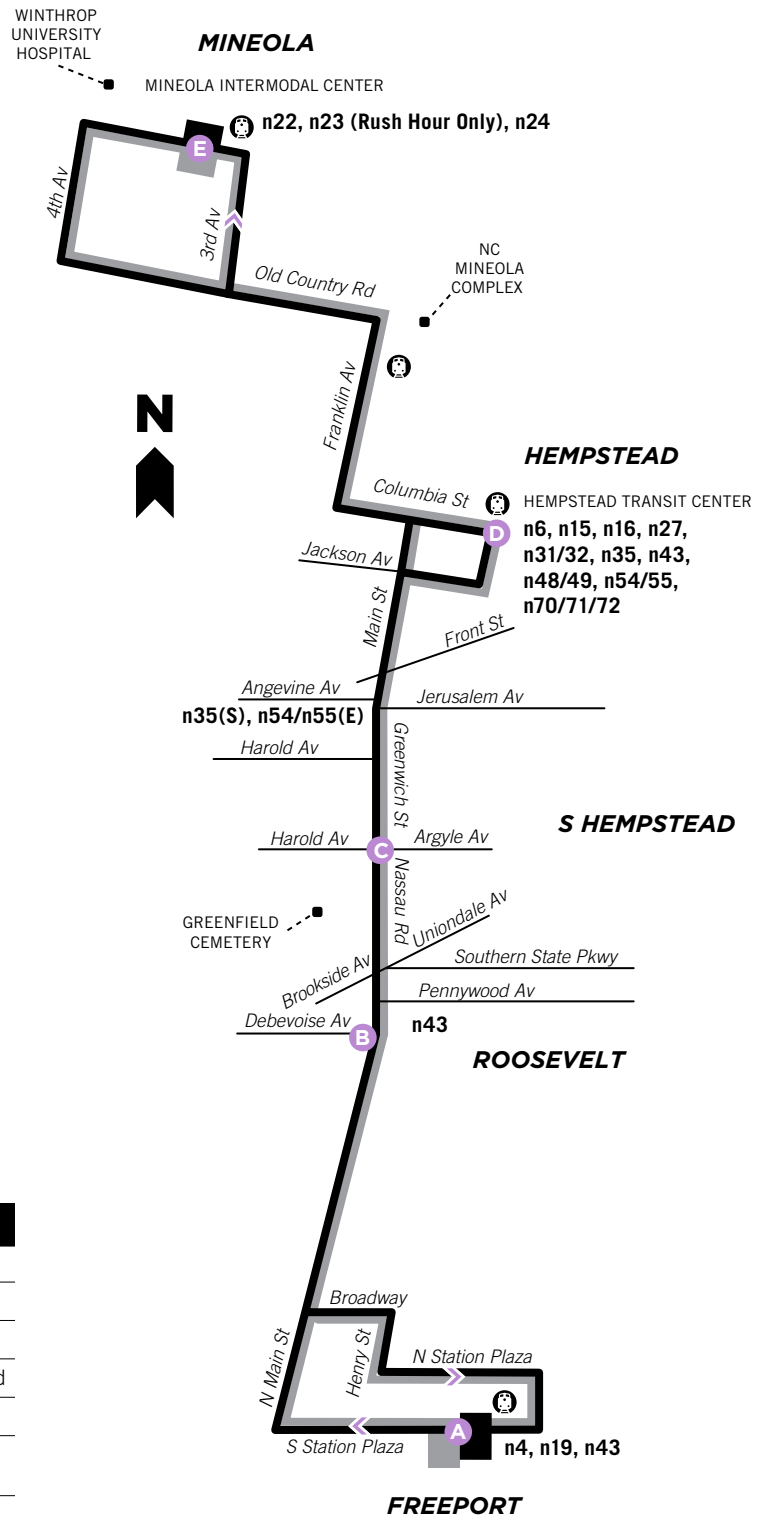 WINTHROP
UNIVERSITY
HOSPITAL
MINEOLA
MINEOLA INTERMODAL CENTER
n22, n23 (Rush Hour Only), n24
E
4th Av
3rd Av
Old Country Rd
NC
MINEOLA
COMPLEX
Franklin Av
N
HEMPSTEAD
Columbia St
HEMPSTEAD TRANSIT CENTER
D
n6, n15, n16, n27,
n31/32, n35, n43,
n48/49, n54/55,
n70/71/72
Jackson Av
Main St
Front St
Angevine Av
Jerusalem Av
n35(S), n54/n55(E)
Harold Av
Greenwich St
S HEMPSTEAD
Harold Av
C
Argyle Av
Nassau Rd
GREENFIELD
CEMETERY
Uniondale Av
Brookside Av
Southern State Pkwy
Pennywood Av
Debevoise Av
B
n43
ROOSEVELT
Broadway
N Main St
Henry St
N Station Plaza
d
S Station Plaza
A
n4, n19, n43
FREEPORT